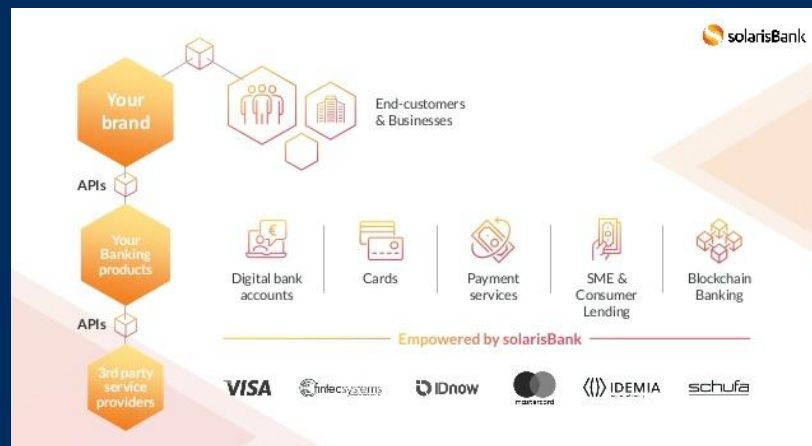 solarisBank
Your
brand
End-customers
& Businesses
APIs
Your
Banking
products
Digital bank
accounts
Cards
Payment
services
SME &
Consumer
Lending
Blockchain
Banking
APIs
Empowered by solarisBank
3rd party
service
providers
VISA
fintecsystems
IDnow
mastercard
IDEMIA
schufa